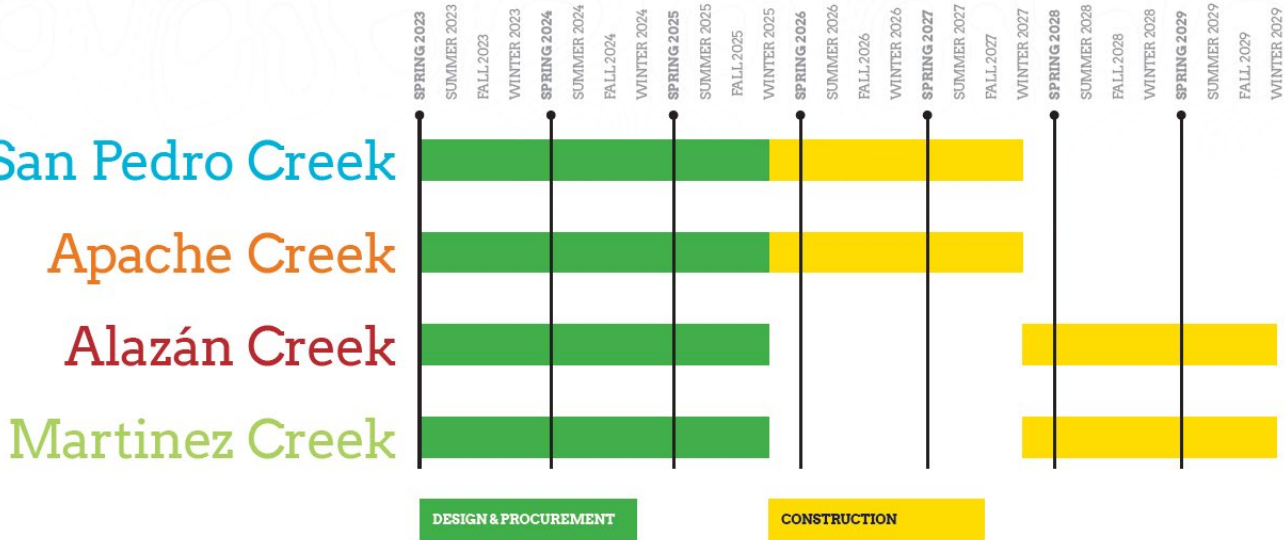 SPRING 2023
SUMMER 2023
FALL 2023
WINTER 2023
SPRING 2024
SUMMER 2024
FALL 2024
WINTER 2024
SPRING 2025
SUMMER 2025
FALL 2025
WINTER 2025
SPRING 2026
SUMMER 2026
FALL 2026
WINTER 2026
SPRING 2027
SUMMER 2027
FALL 2027
WINTER 2027
SPRING 2028
SUMMER 2028
FALL 2028
WINTER 2028
SPRING 2029
SUMMER 2029
FALL 2029
WINTER 2029
San Pedro Creek
Apache Creek
Alazán Creek
Martinez Creek
DESIGN & PROCUREMENT
CONSTRUCTION